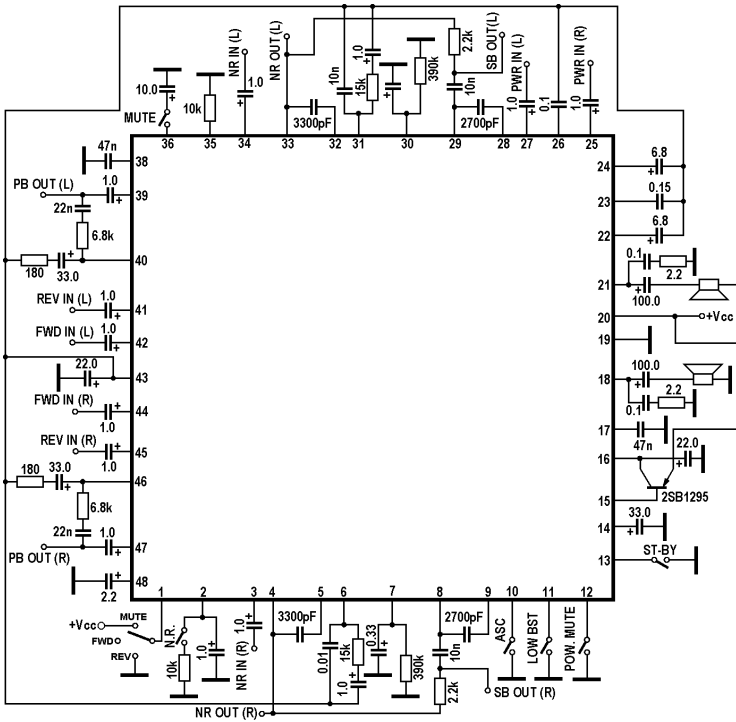 10n
1.0
15k
390k
2.2k
SB OUT (L)
NR IN (L)
NR OUT (L)
PWR IN (L)
PWR IN (R)
10.0
MUTE
10k
1.0
3300pF
10n
2700pF
1.0
0.1
1.0
36
35
34
33
32
31
30
29
28
27
26
25
47n
38
PB OUT (L)
1.0
39
22n
6.8k
180
33.0
40
REV IN (L)
1.0
41
FWD IN (L)
1.0
42
22.0
43
FWD IN (R)
1.0
44
REV IN (R)
1.0
45
180
33.0
46
6.8k
22n
1.0
PB OUT (R)
47
48
2.2
24
6.8
23
0.15
22
6.8
0.1
2.2
21
100.0
20
+Vcc
19
18
100.0
2.2
0.1
17
47n
16
22.0
15
2SB1295
14
33.0
13
ST-BY
1
2
3
4
5
6
7
8
9
10
11
12
+Vcc
MUTE
FWD
REV
N.R.
10k
1.0
1.0
NR IN (R)
3300pF
0.01
15k
1.0
0.33
390k
2700pF
10n
2.2k
SB OUT (R)
NR OUT (R)
ASC
LOW BST
POW. MUTE